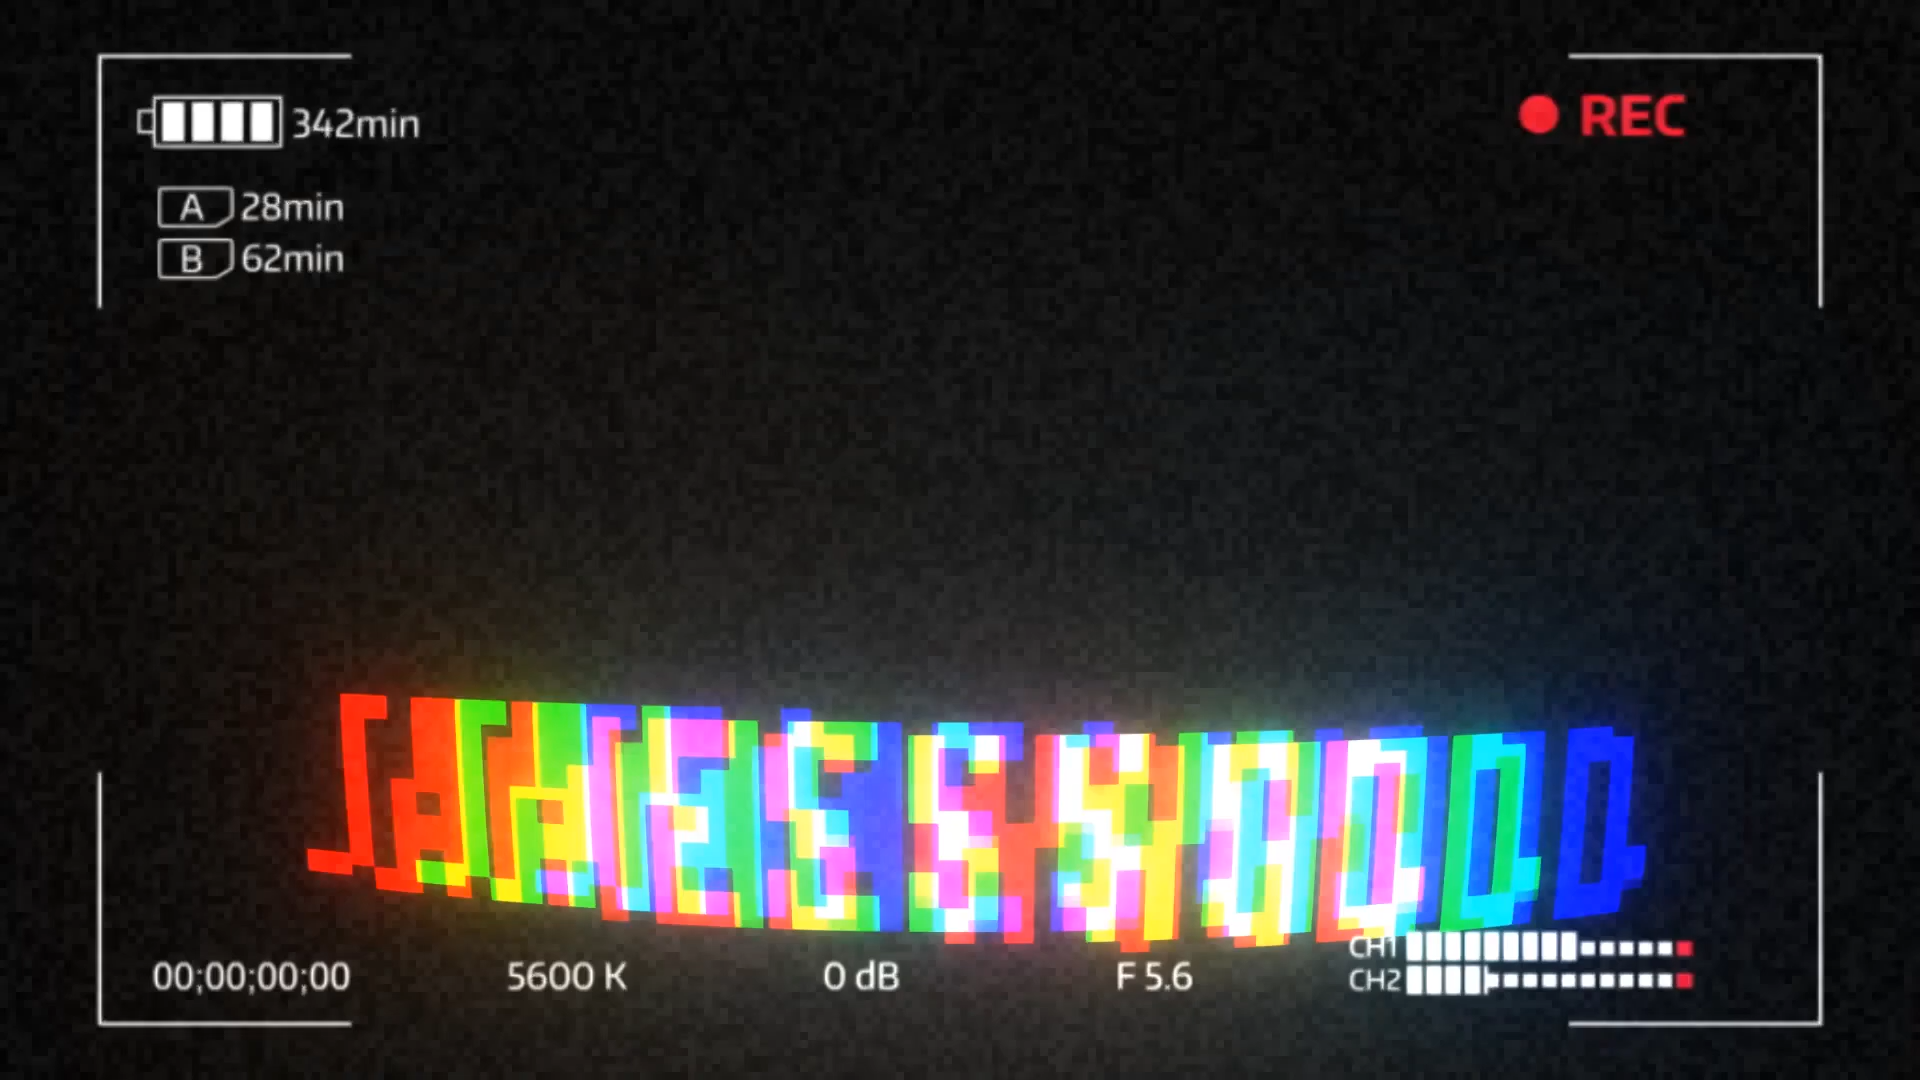 342min
REC
A 28min
B 62min
00;00;00;00
5600 K
0 dB
F 5.6
CH1
CH2